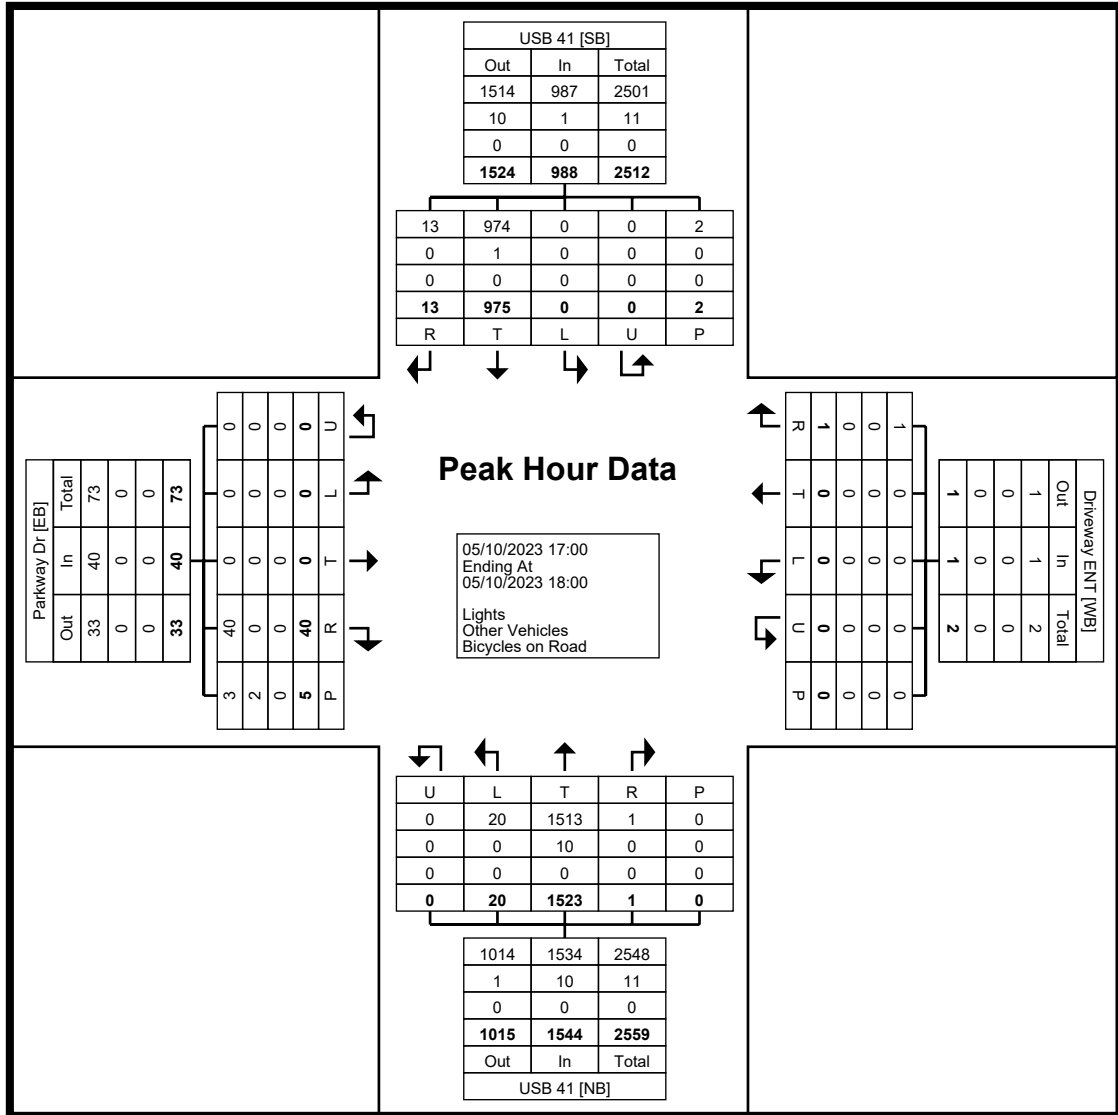 USB 41 [SB]
Out In Total
1514 987 2501
10 1 11
0 0 0
1524 988 2512
13 974 0 0 2
0 1 0 0 0
0 0 0 0 0
13 975 0 0 2
R T L U P
Parkway Dr [EB]
Total 73 0 0 73
In 40 0 0 40
Out 33 0 0 33
0 0 0 0 U
0 0 0 0 L
0 0 0 0 T
40 0 0 40 R
3 2 0 5 P
Peak Hour Data
05/10/2023 17:00
Ending At
05/10/2023 18:00
Lights
Other Vehicles
Bicycles on Road
R 1 0 0 1
T 0 0 0 0
L 0 0 0 0
U 0 0 0 0
P 0 0 0 0
1 0 0 1 Out
1 0 0 1 In
2 0 0 2 Total
Driveway ENT [WB]
U L T R P
0 20 1513 1 0
0 0 10 0 0
0 0 0 0 0
0 20 1523 1 0
1014 1534 2548
1 10 11
0 0 0
1015 1544 2559
Out In Total
USB 41 [NB]